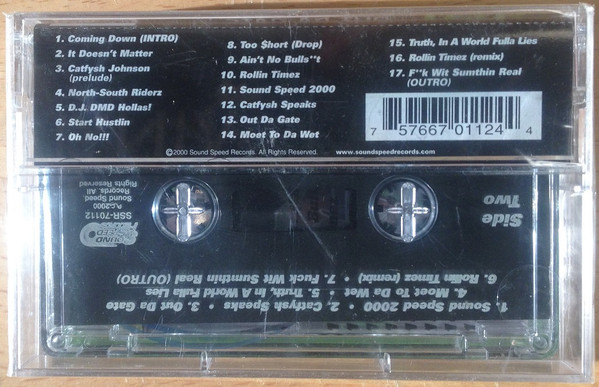 1. Coming Down (INTRO)
2. It Doesn't Matter
3. Catfysh Johnson
(prelude)
4. North-South Riderz
5. D.J. DMD Hollas!
6. Start Hustlin
7. Oh No!!!
8. Too $hort (Drop)
9. Ain't No Bulls**t
10. Rollin Timez
11. Sound Speed 2000
12. Catfysh Speaks
13. Out Da Gate
14. Moet To Da Wet
15. Truth, In A World Fulla Lies
16. Rollin Timez (remix)
17. F**k Wit Sumthin Real
(OUTRO)
7 57667 01124 4
©2000 Sound Speed Records. All Rights Reserved.
www.soundspeedrecords.com
Side
Two
SOUND
SPEED
SSR-70112
P.©2000
Sound Speed
Records. All
Rights Reserved
1. Sound Speed 2000 • 2. Catfysh Speaks • 3. Out Da Gate
4. Moet To Da Wet • 5. Truth, In A World Fulla Lies
6. Rollin Timez (remix) • 7. Fuck Wit Sumthin Real (OUTRO)